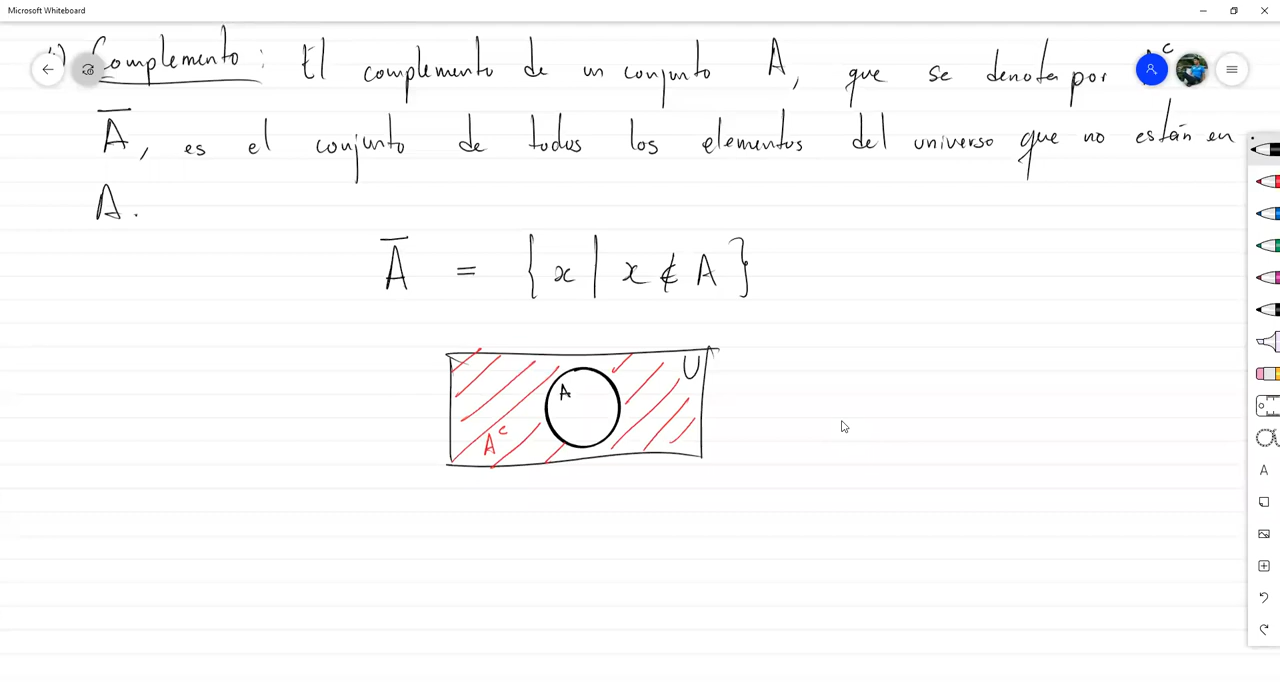 Microsoft Whiteboard
Complemento: El complemento de un conjunto A, que se denota por
A̅, es el conjunto de todos los elementos del universo que no están en
A.
A̅ = { x | x ∉ A }
U
A
Aᶜ